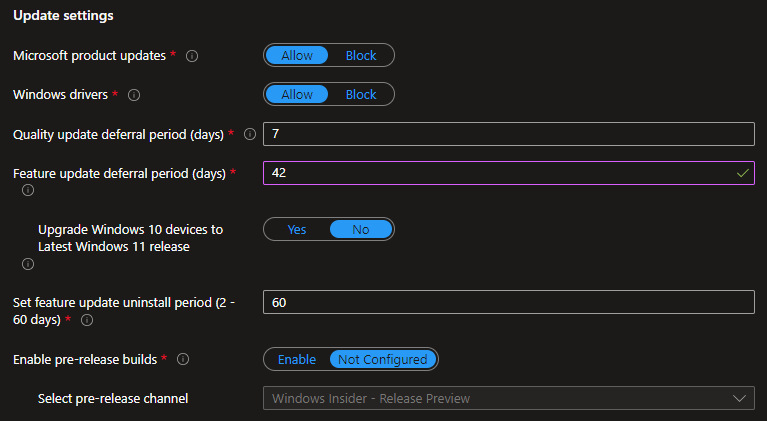 Update settings
Microsoft product updates *
Allow Block
Windows drivers *
Allow Block
Quality update deferral period (days) *
7
Feature update deferral period (days) *
42
Upgrade Windows 10 devices to
Latest Windows 11 release
Yes No
Set feature update uninstall period (2 -
60 days) *
60
Enable pre-release builds *
Enable Not Configured
Select pre-release channel
Windows Insider - Release Preview